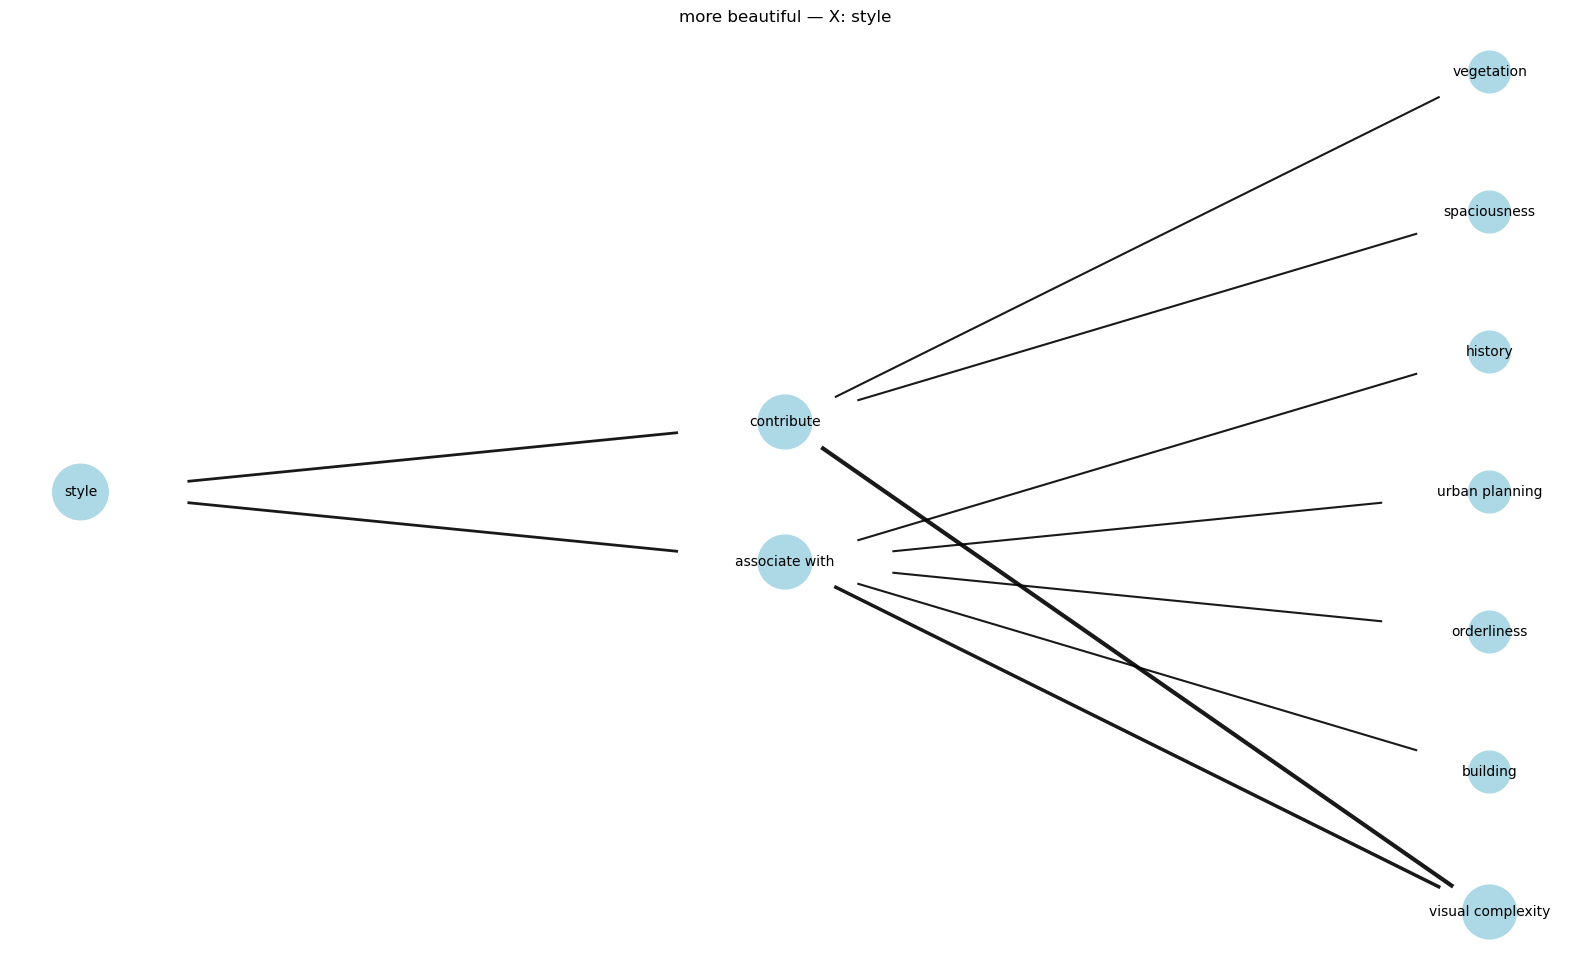 more beautiful — X: style
vegetation
spaciousness
history
contribute
style
urban planning
associate with
orderliness
building
visual complexity